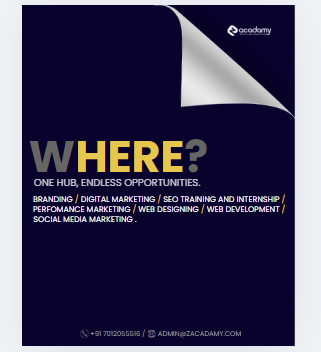 zacadamy
WHERE?
ONE HUB, ENDLESS OPPORTUNITIES.
BRANDING / DIGITAL MARKETING / SEO TRAINING AND INTERNSHIP /
PERFOMANCE MARKETING / WEB DESIGNING / WEB DEVELOPMENT /
SOCIAL MEDIA MARKETING .
+91 7012055516 / ADMIN@ZACADAMY.COM